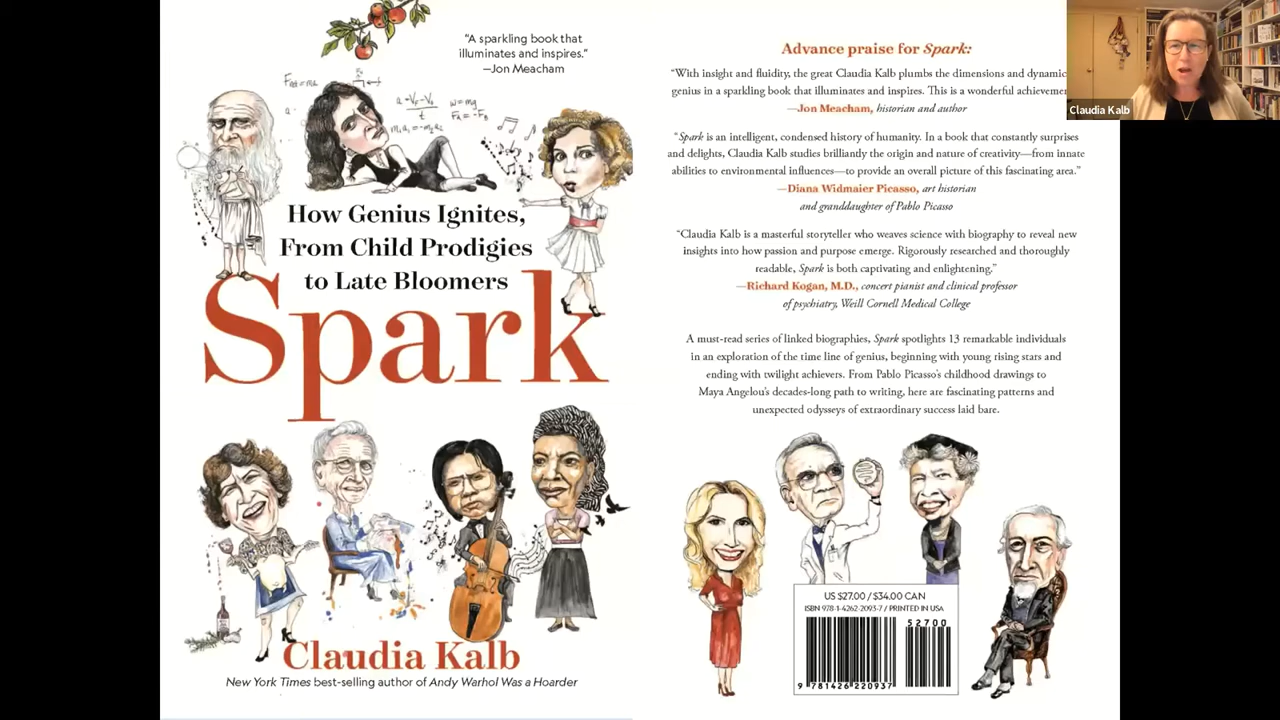 "A sparkling book that
illuminates and inspires."
—Jon Meacham
How Genius Ignites,
From Child Prodigies
to Late Bloomers
Spark
Claudia Kalb
New York Times best-selling author of Andy Warhol Was a Hoarder
Advance praise for Spark:
"With insight and fluidity, the great Claudia Kalb plumbs the dimensions and
genius in a sparkling book that illuminates and inspires. This is a wonderful
—Jon Meacham, historian and author
"Spark is an intelligent, condensed history of humanity. In a book that constantly surprises
and delights, Claudia Kalb studies brilliantly the origin and nature of creativity—from innate
abilities to environmental influences—to provide an overall picture of this fascinating area."
—Diana Widmaier Picasso, art historian
and granddaughter of Pablo Picasso
"Claudia Kalb is a masterful storyteller who weaves science with biography to reveal new
insights into how passion and purpose emerge. Rigorously researched and thoroughly
readable, Spark is both captivating and enlightening."
—Richard Kogan, M.D., concert pianist and clinical professor
of psychiatry, Weill Cornell Medical College
A must-read series of linked biographies, Spark spotlights 13 remarkable individuals
in an exploration of the time line of genius, beginning with young rising stars and
ending with twilight achievers. From Pablo Picasso's childhood drawings to
Maya Angelou's decades-long path to writing, here are fascinating patterns and
unexpected odysseys of extraordinary success laid bare.
US $27.00 / $34.00 CAN
ISBN 978-1-4262-2093-7 / PRINTED IN USA
52700
9 781426 220937
Claudia Kalb